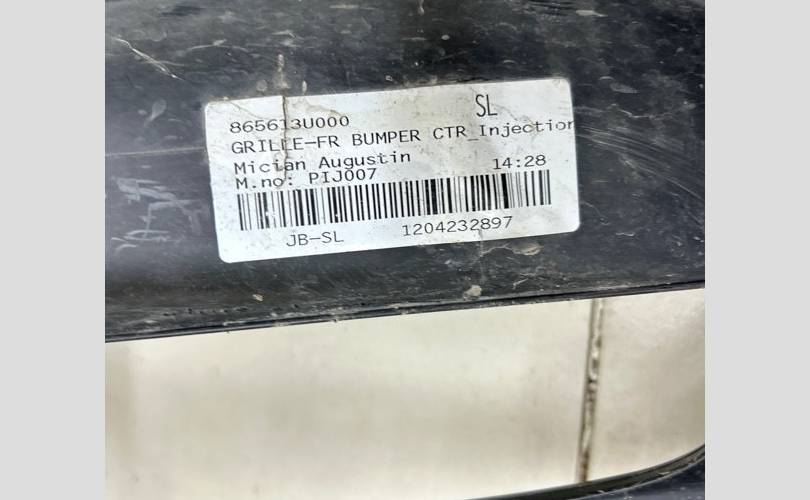 SL
865613U000
GRILLE-FR BUMPER CTR_Injection
Mician Augustin
14:28
M.no: PIJ007
JB-SL 1204232897